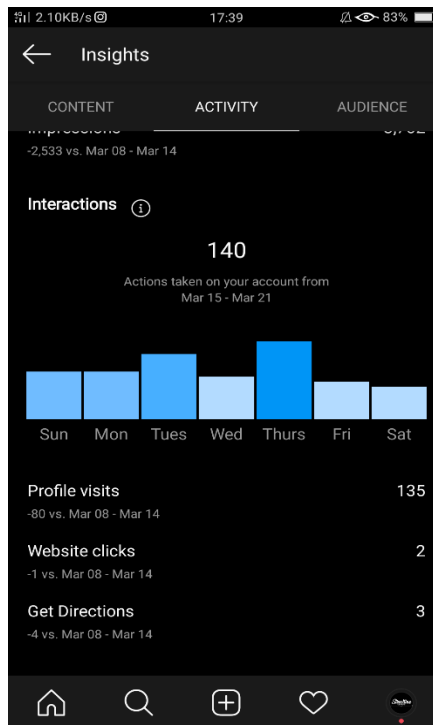 2.10KB/s 17:39 83%
Insights
CONTENT ACTIVITY AUDIENCE
Impressions
-2,533 vs. Mar 08 - Mar 14
Interactions
140
Actions taken on your account from
Mar 15 - Mar 21
Sun Mon Tues Wed Thurs Fri Sat
Profile visits 135
-80 vs. Mar 08 - Mar 14
Website clicks 2
-1 vs. Mar 08 - Mar 14
Get Directions 3
-4 vs. Mar 08 - Mar 14